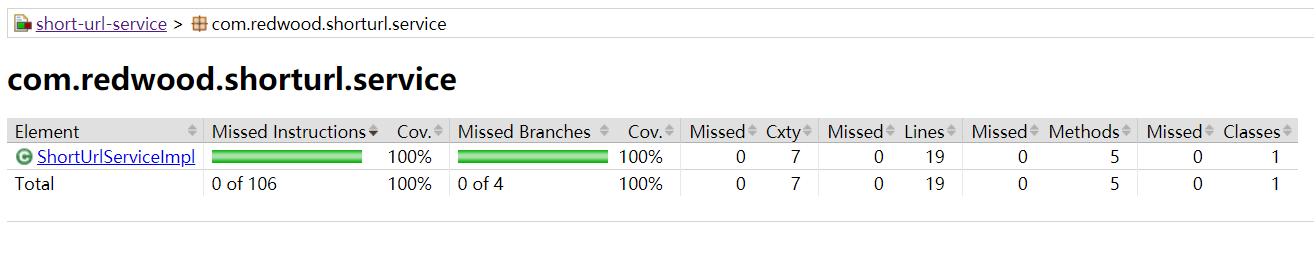 short-url-service > com.redwood.shorturl.service
com.redwood.shorturl.service
Element Missed Instructions Cov. Missed Branches Cov. Missed Cxty Missed Lines Missed Methods Missed Classes
C ShortUrlServiceImpl 100% 100% 0 7 0 19 0 5 0 1
Total 0 of 106 100% 0 of 4 100% 0 7 0 19 0 5 0 1